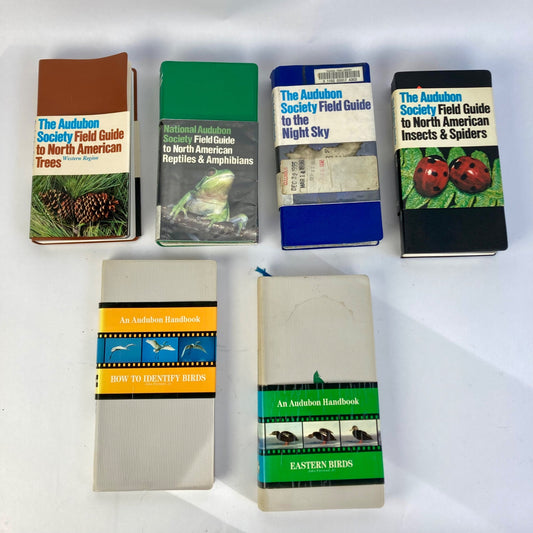 The Audubon
Society Field Guide
to North American
Trees
Western Region
National Audubon
Society Field Guide
to North American
Reptiles & Amphibians
The Audubon
Society Field Guide
to the
Night Sky
The Audubon
Society Field Guide
to North American
Insects & Spiders
An Audubon Handbook
HOW TO IDENTIFY BIRDS
An Audubon Handbook
EASTERN BIRDS